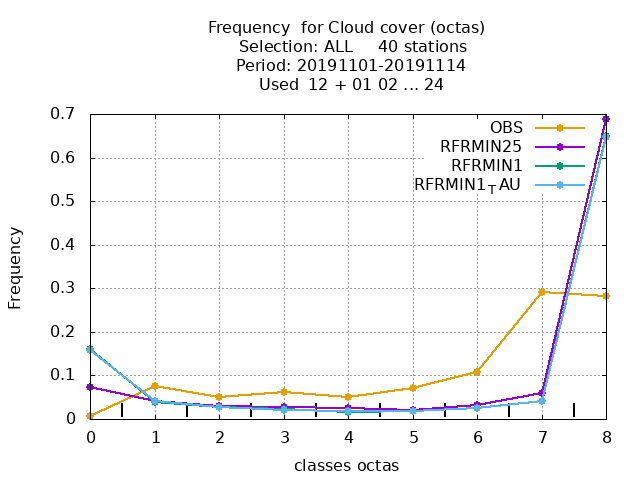 Frequency  for Cloud cover (octas)
Selection: ALL     40 stations
Period: 20191101-20191114
Used  12 + 01 02 ... 24
OBS
RFRMIN25
RFRMIN1
RFRMIN1_TAU
Frequency
0.7
0.6
0.5
0.4
0.3
0.2
0.1
0
0 1 2 3 4 5 6 7 8
classes octas